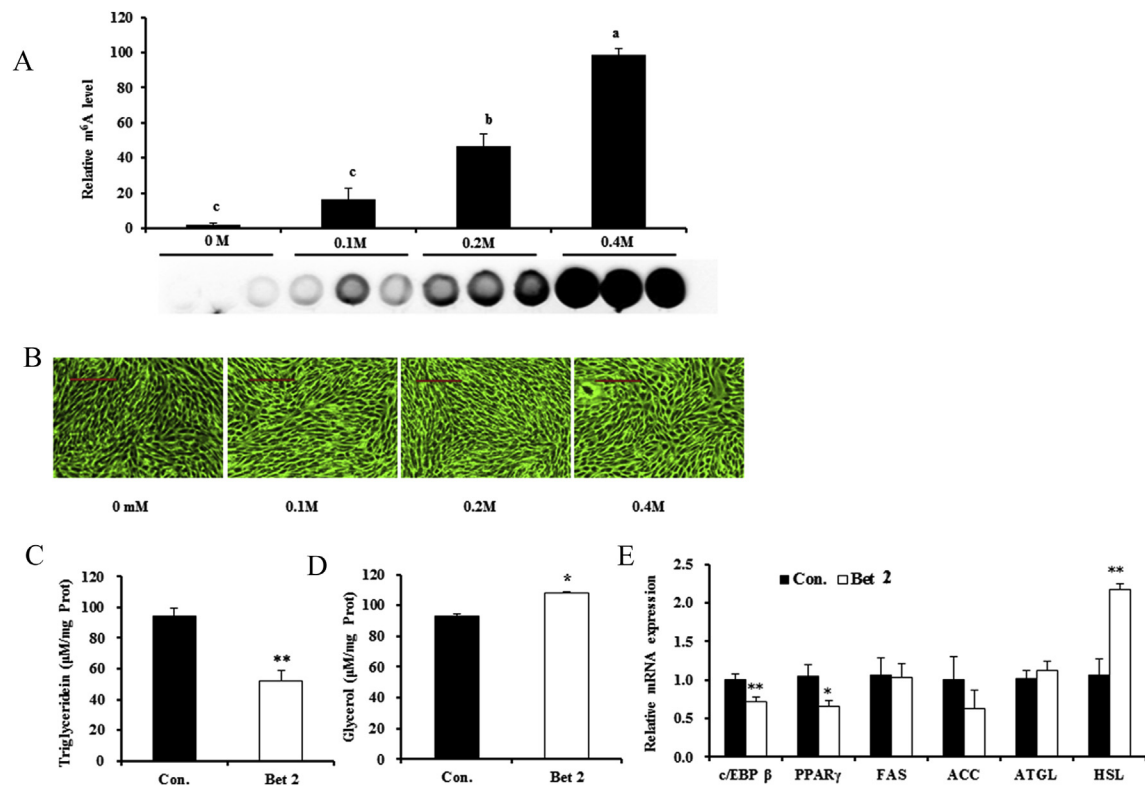 A
120
100
80
60
40
20
0
Relative m⁶A level
c
c
b
a
0 M
0.1M
0.2M
0.4M
B
0 mM
0.1M
0.2M
0.4M
C
Triglyceridein (μM/mg Prot)
120
100
80
60
40
20
0
**
Con.
Bet 2
D
Glycerol (μM/mg Prot)
120
100
80
60
40
20
0
*
Con.
Bet 2
E
Relative mRNA expression
2.5
2.0
1.5
1.0
0.5
0.0
Con. Bet 2
**
*
**
c/EBP β PPARγ FAS ACC ATGL HSL